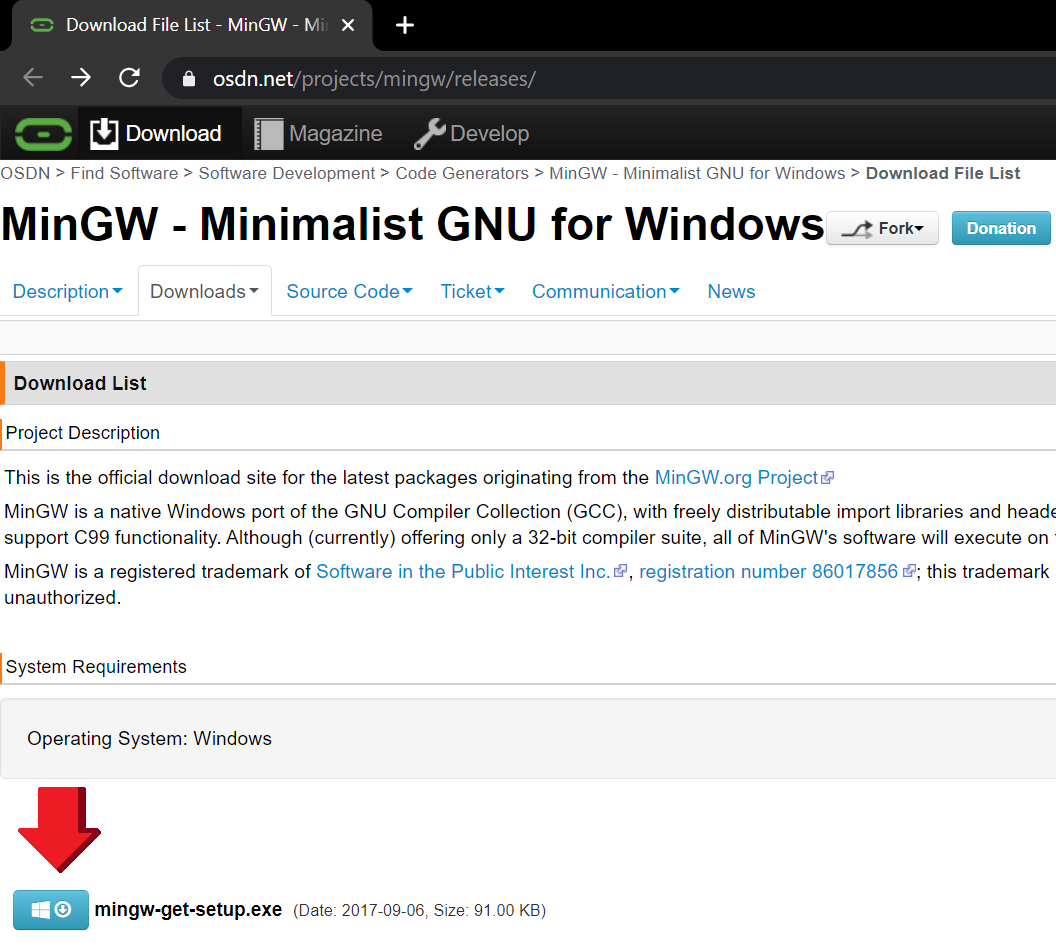 Download File List - MinGW - Mi
osdn.net/projects/mingw/releases/
Download Magazine Develop
OSDN > Find Software > Software Development > Code Generators > MinGW - Minimalist GNU for Windows > Download File List
MinGW - Minimalist GNU for Windows Fork Donation
Description Downloads Source Code Ticket Communication News
Download List
Project Description
This is the official download site for the latest packages originating from the MinGW.org Project
MinGW is a native Windows port of the GNU Compiler Collection (GCC), with freely distributable import libraries and heade
support C99 functionality. Although (currently) offering only a 32-bit compiler suite, all of MinGW's software will execute on
MinGW is a registered trademark of Software in the Public Interest Inc. , registration number 86017856 ; this trademark
unauthorized.
System Requirements
Operating System: Windows
mingw-get-setup.exe (Date: 2017-09-06, Size: 91.00 KB)